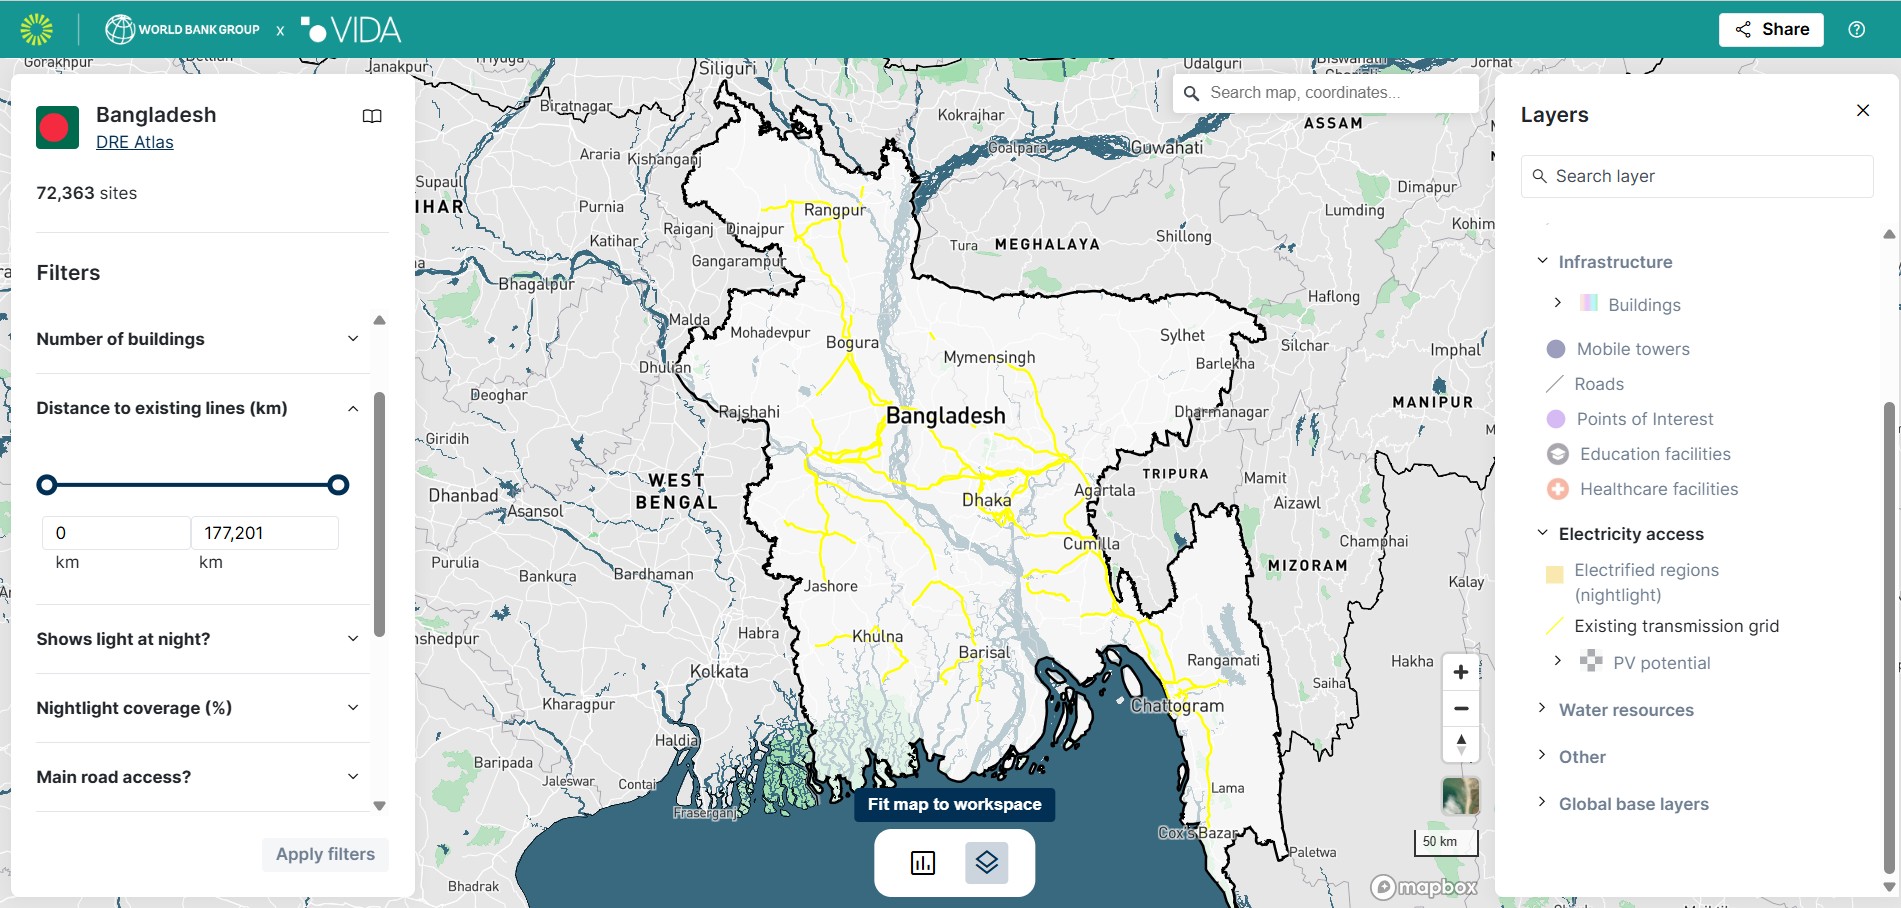 WORLD BANK GROUP x VIDA
Share
Bangladesh
DRE Atlas
72,363 sites
Filters
Number of buildings
Distance to existing lines (km)
0
177,201
km
km
Shows light at night?
Nightlight coverage (%)
Main road access?
Apply filters
Search map, coordinates...
Gorakhpur
Janakpur
Siliguri
Udalguri
Jorhat
Biratnagar
Kokrajhar
ASSAM
Goalpara
Guwahati
Araria
Kishanganj
Supaul
Dimapur
IHAR
Purnia
Rangpur
Lumding
Raiganj
Dinajpur
Kohim
Katihar
Tura
MEGHALAYA
Shillong
Gangarampur
Bhagalpur
Haflong
Malda
Mohadevpur
Bogura
Mymensingh
Sylhet
Silchar
Imphal
Dhulian
Barlekha
Deoghar
Rajshahi
Bangladesh
Dharmanagar
MANIPUR
Giridih
WEST
BENGAL
TRIPURA
Mamit
Dhanbad
Asansol
Dhaka
Agartala
Aizawl
Cumilla
Champhai
Purulia
Bankura
Bardhaman
Jashore
MIZORAM
Kalay
nshedpur
Habra
Khulna
Barisal
Kolkata
Rangamati
Hakha
Saiha
Kharagpur
Chattogram
Haldia
Baripada
Jaleswar
Contai
Lama
Fraserganj
Cox's Bazar
Paletwa
Bhadrak
Fit map to workspace
50 km
mapbox
Layers
Search layer
Infrastructure
Buildings
Mobile towers
Roads
Points of Interest
Education facilities
Healthcare facilities
Electricity access
Electrified regions
(nightlight)
Existing transmission grid
PV potential
Water resources
Other
Global base layers